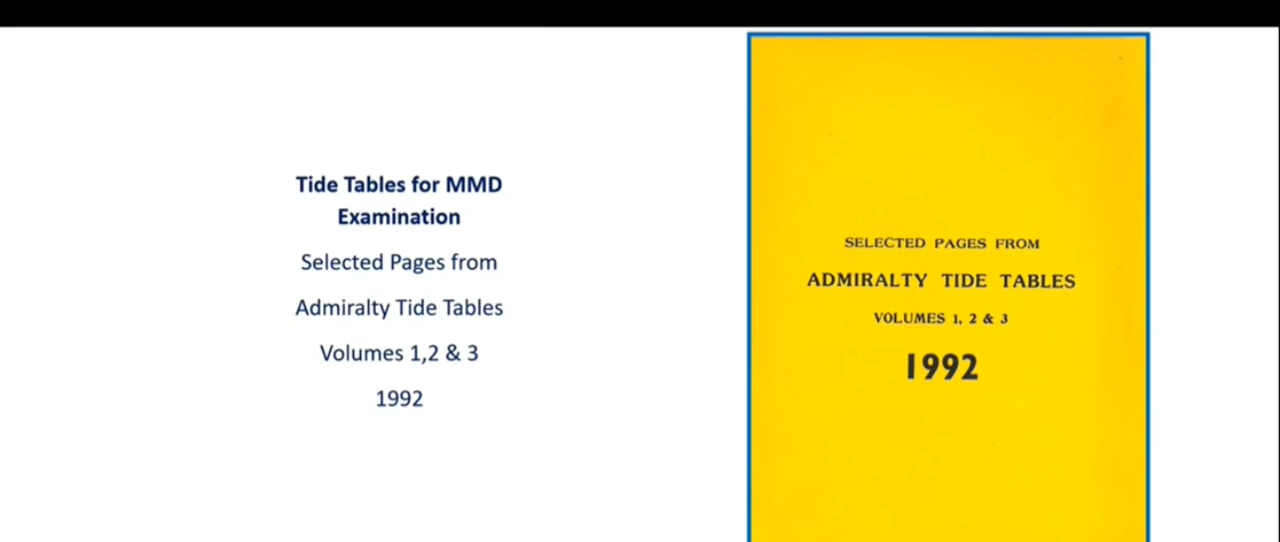 Tide Tables for MMD
Examination
Selected Pages from
Admiralty Tide Tables
Volumes 1,2 & 3
1992
SELECTED PAGES FROM
ADMIRALTY TIDE TABLES
VOLUMES 1, 2 & 3
1992